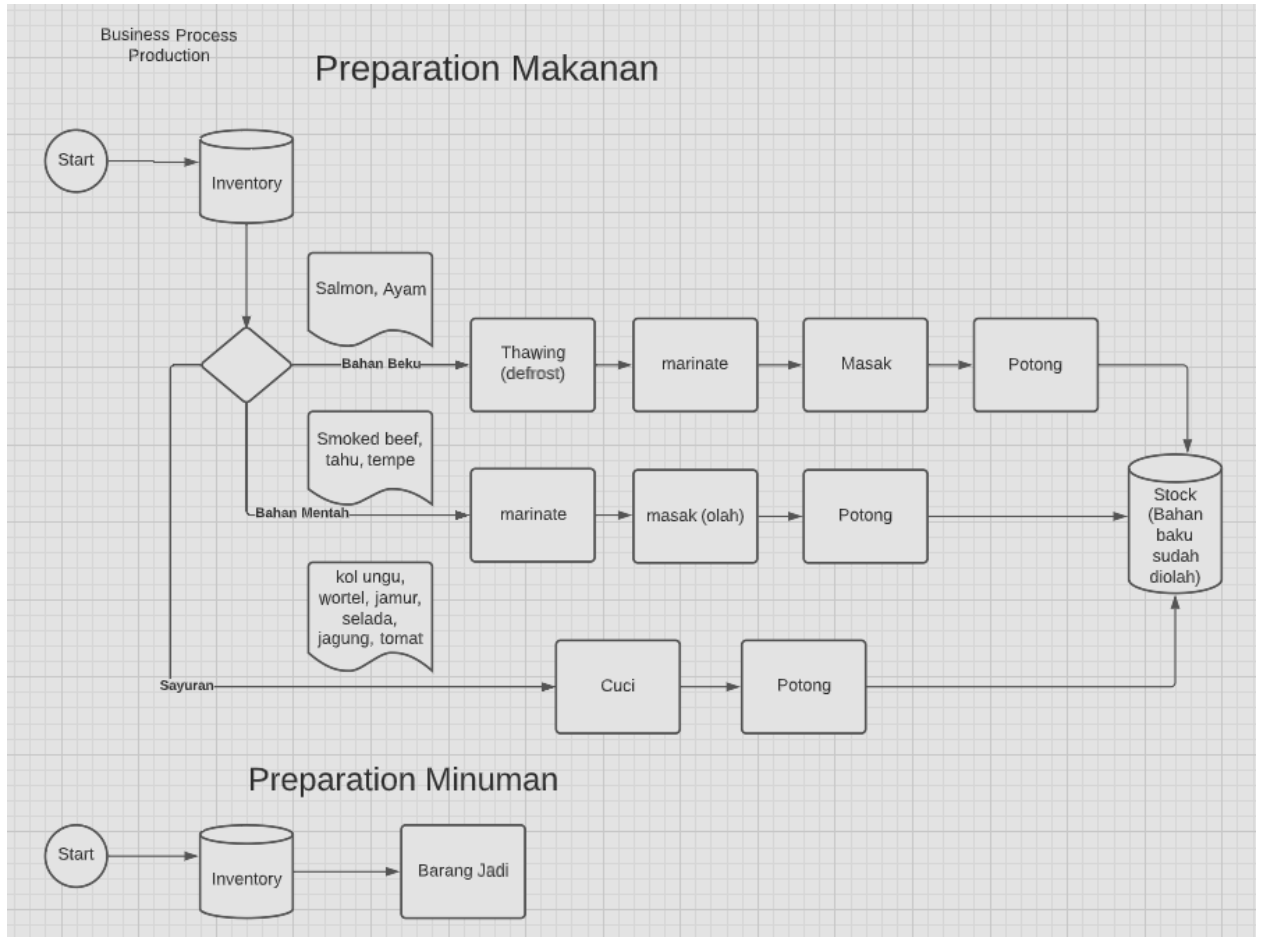 Business Process
Production
Preparation Makanan
Start
Inventory
Salmon, Ayam
Bahan Beku
Thawing
(defrost)
marinate
Masak
Potong
Smoked beef,
tahu, tempe
Bahan Mentah
marinate
masak (olah)
Potong
Stock
(Bahan
baku
sudah
diolah)
kol ungu,
wortel, jamur,
selada,
jagung, tomat
Sayuran
Cuci
Potong
Preparation Minuman
Start
Inventory
Barang Jadi